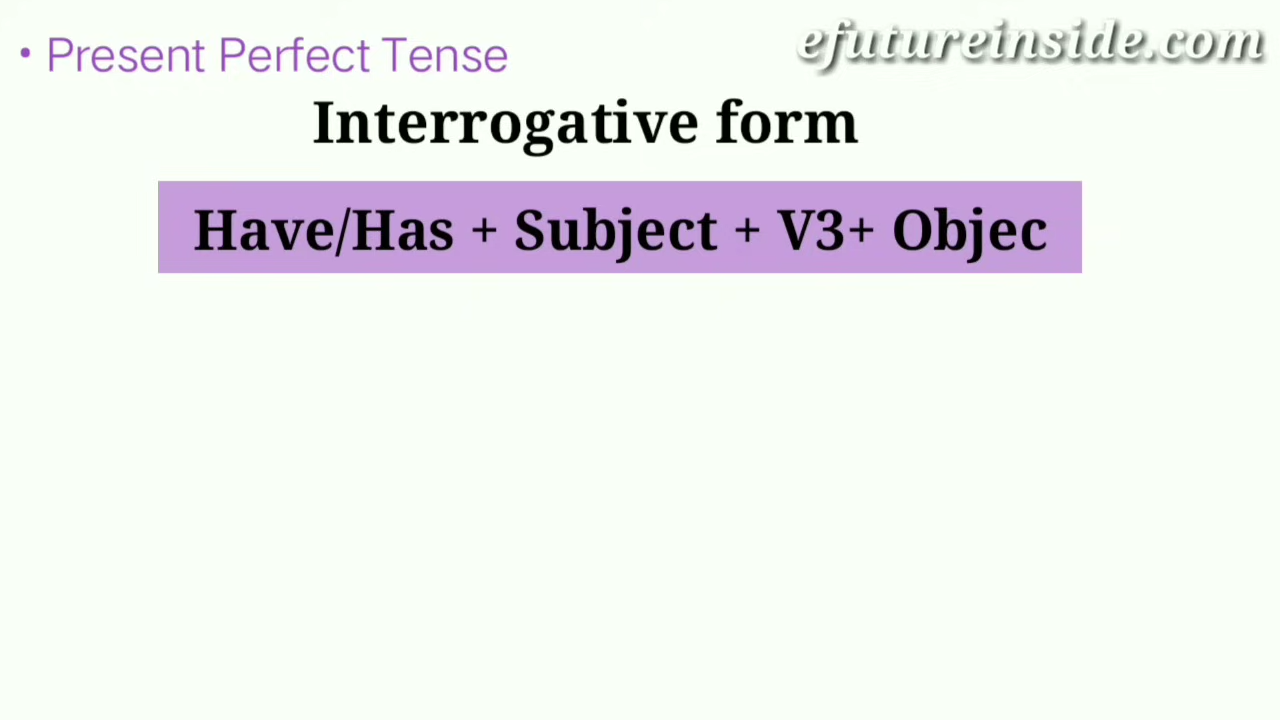 • Present Perfect Tense
efutureinside.com
Interrogative form
Have/Has + Subject + V3+ Objec